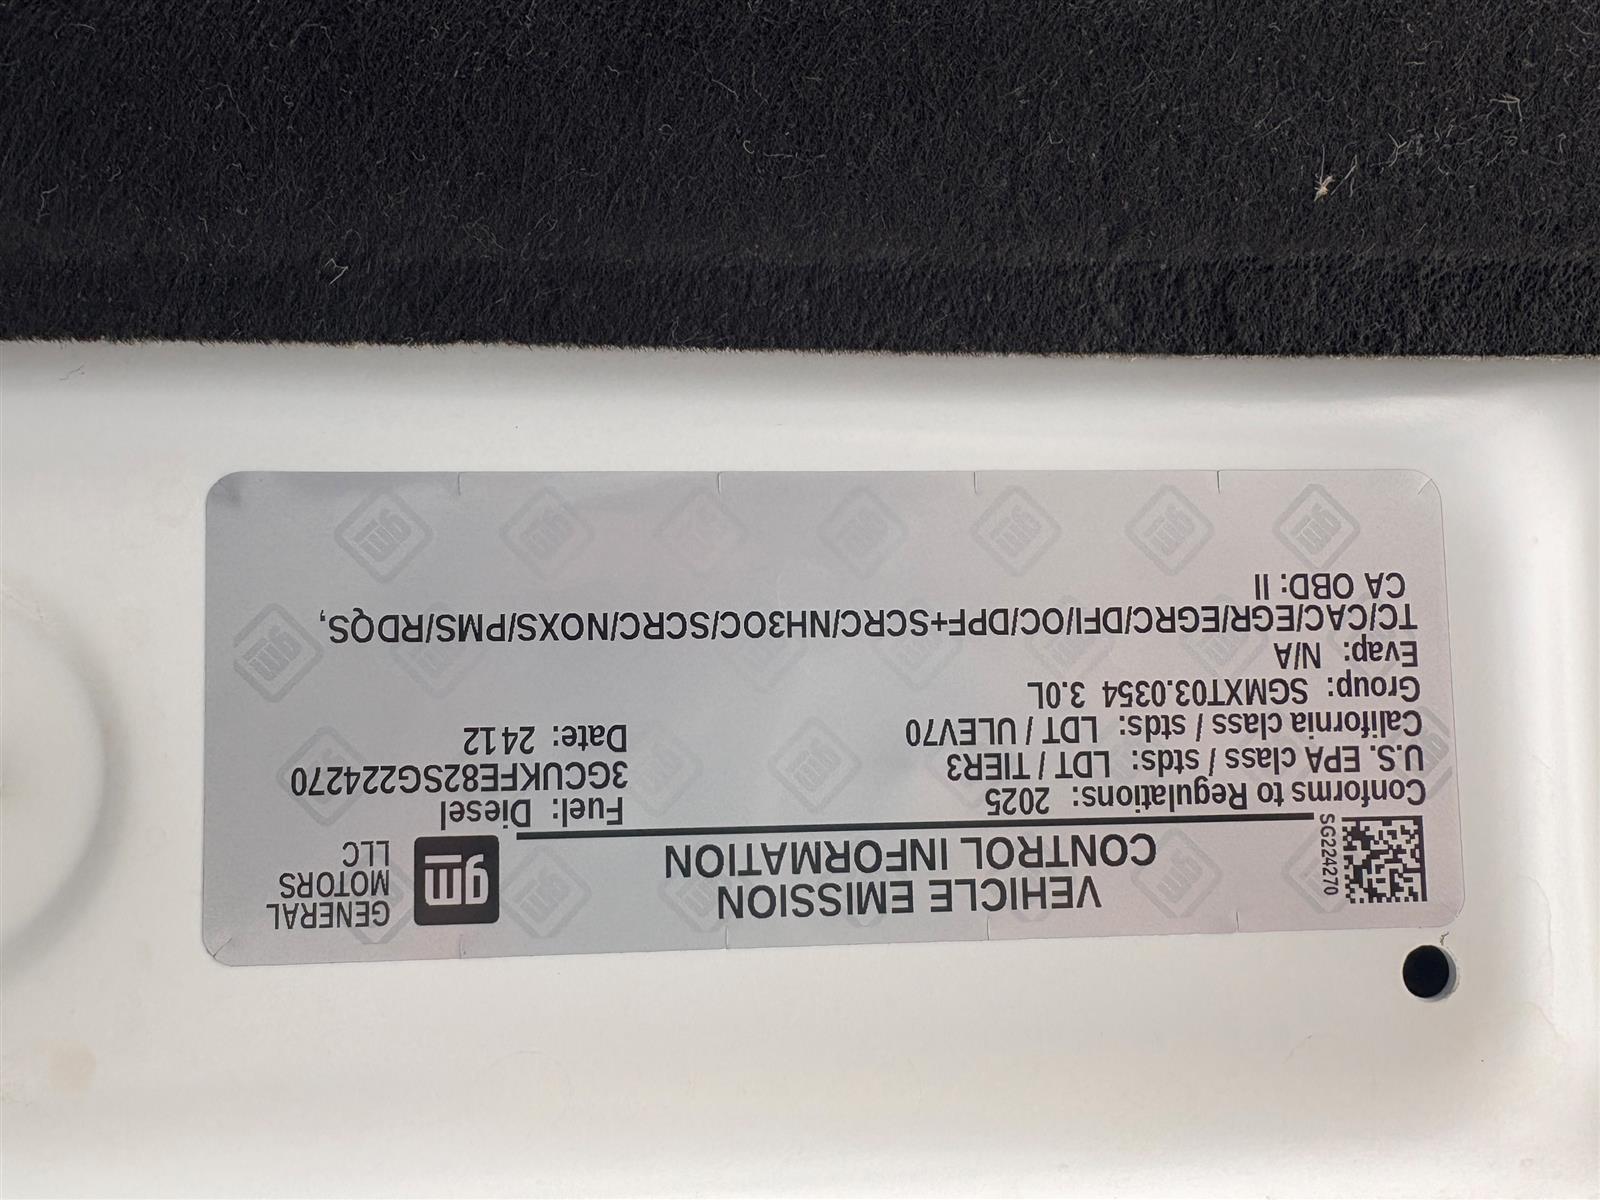 VEHICLE EMISSION
CONTROL INFORMATION
gm
GENERAL
MOTORS
LLC
SG224270
Conforms to Regulations: 2025
U.S. EPA class / stds: LDT / TIER3
California class / stds: LDT / ULEV70
Group: SGMXT03.0354 3.0L
Evap: N/A
Fuel: Diesel
3GCUKFE82SG224270
Date: 2412
TC/CAC/EGR/EGRC/DFI/OC/DPF+SCRC/NH3OC/SCRC/NOXS/PMS/RDQS,
CA OBD: II